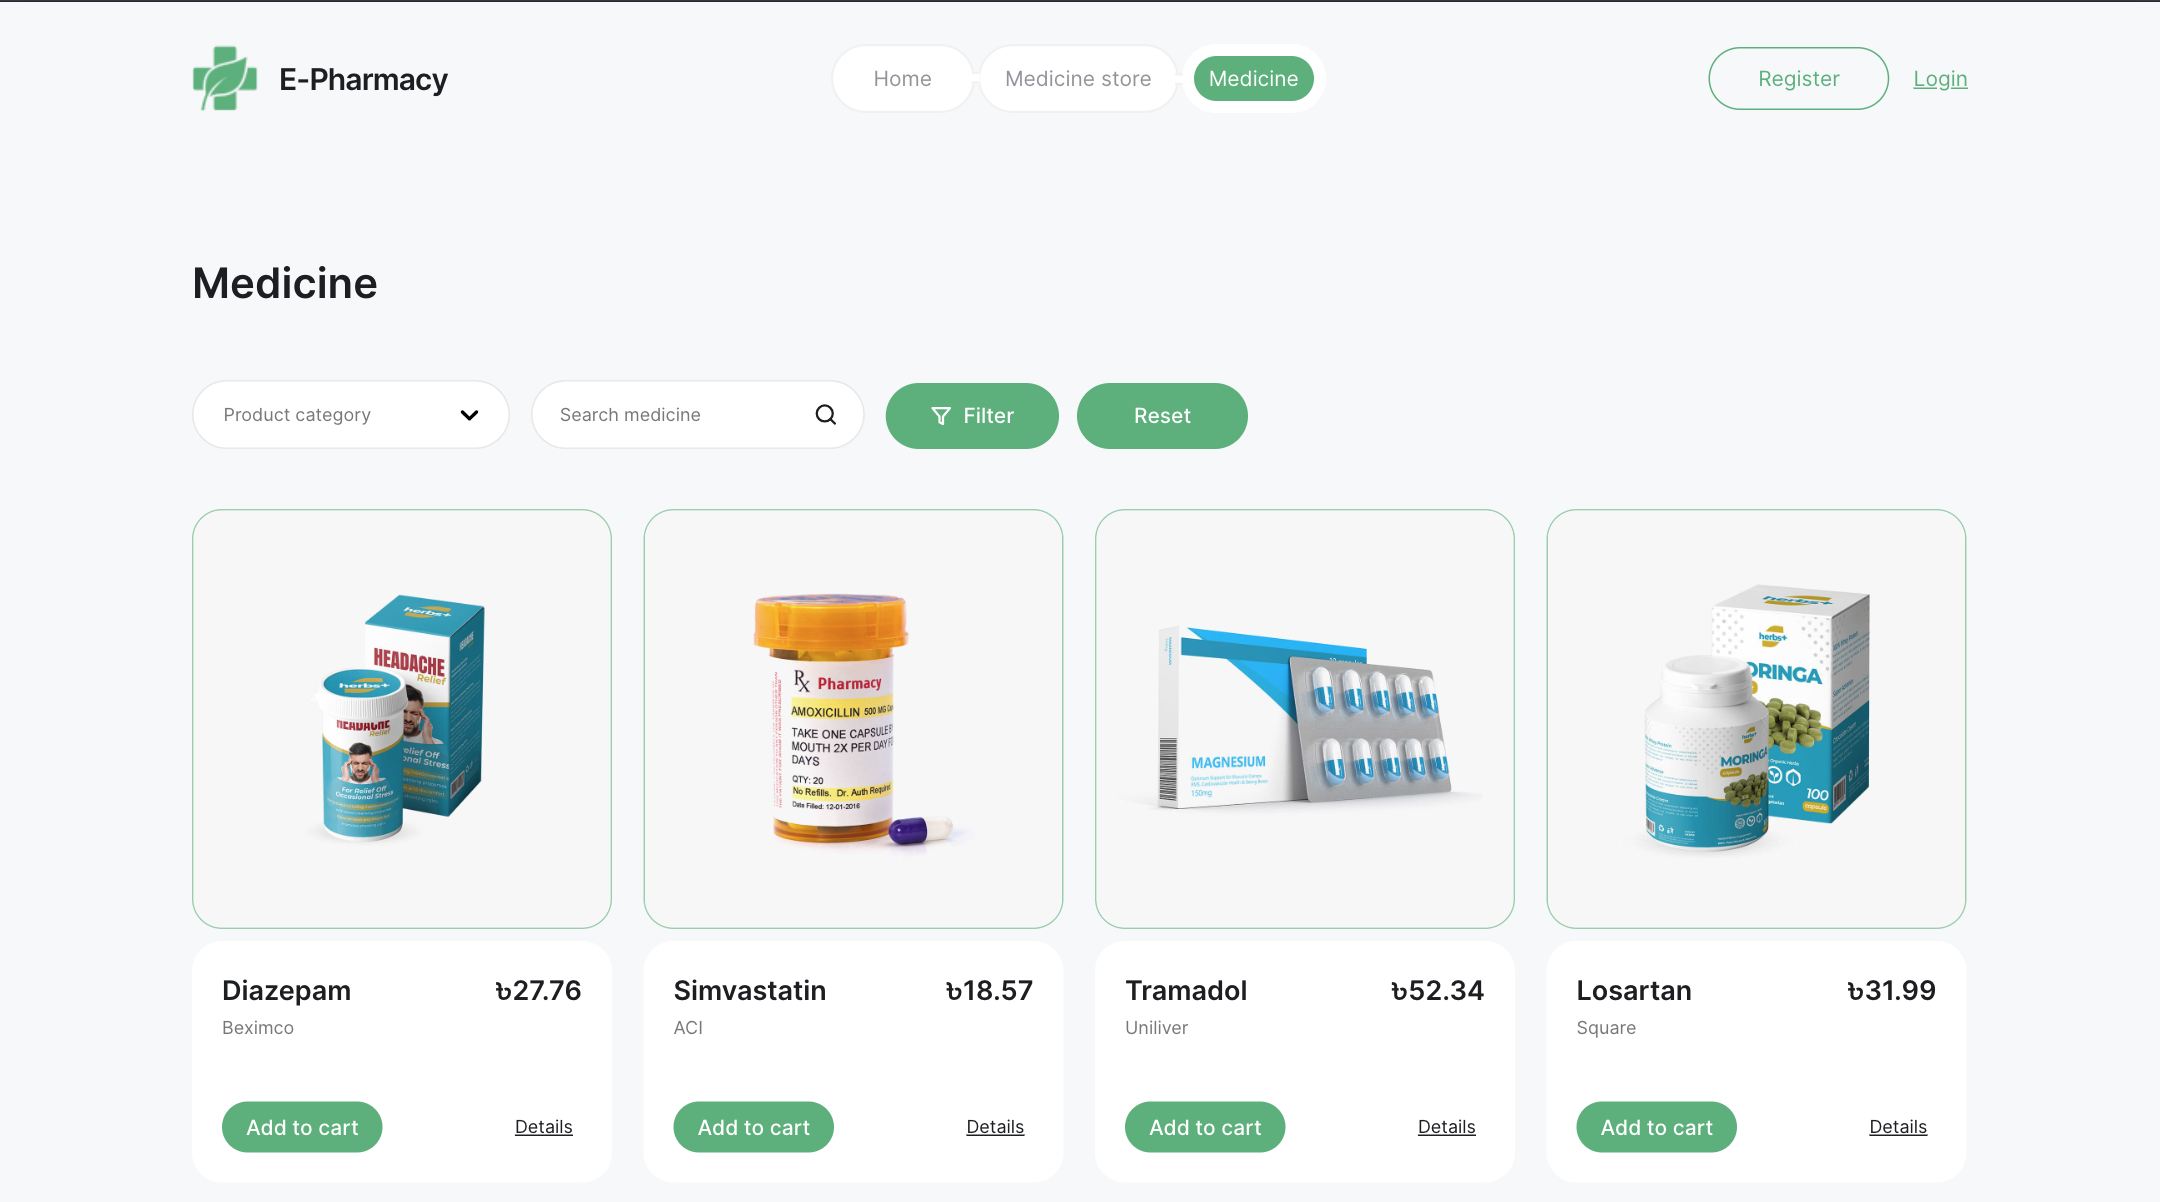 E-Pharmacy
Home
Medicine store
Medicine
Register
Login
Medicine
Product category
Search medicine
Filter
Reset
herbs+
HEADACHE
Relief
herbs+
HEADACHE
Relief
For Relief Off
Occasional Stress
Rx Pharmacy
AMOXICILLIN 500 MG
TAKE ONE CAPSULE
MOUTH 2X PER DAY
DAYS
QTY: 20
No Refills. Dr. Auth Required
Date Filled: 12-01-2016
MAGNESIUM
150mg
herbs+
herbs+
MORINGA
herbs+
MORINGA
100
capsules
Diazepam
৳27.76
Beximco
Add to cart
Details
Simvastatin
৳18.57
ACI
Add to cart
Details
Tramadol
৳52.34
Uniliver
Add to cart
Details
Losartan
৳31.99
Square
Add to cart
Details